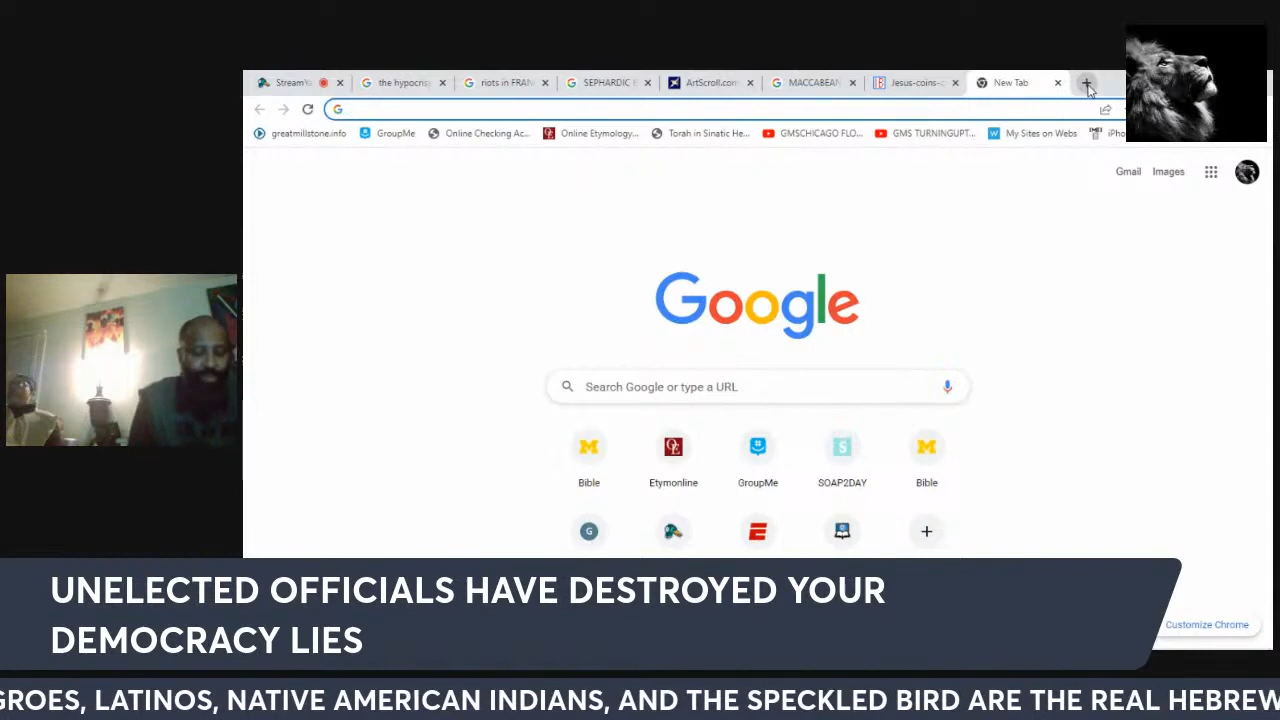 StreamYa
the hypocris
riots in FRAN
SEPHARDIC
ArtScroll.com
MACCABEAN
Jesus-coins-c
New Tab
greatmillstone.info
GroupMe
Online Checking Ac...
Online Etymology...
Torah in Sinatic He...
GMSCHICAGO FLO...
GMS TURNINGUPT...
My Sites on Webs
iPho
Gmail
Images
Google
Search Google or type a URL
Bible
Etymonline
GroupMe
SOAP2DAY
Bible
UNELECTED OFFICIALS HAVE DESTROYED YOUR
DEMOCRACY LIES
Customize Chrome
GROES, LATINOS, NATIVE AMERICAN INDIANS, AND THE SPECKLED BIRD ARE THE REAL HEBREW